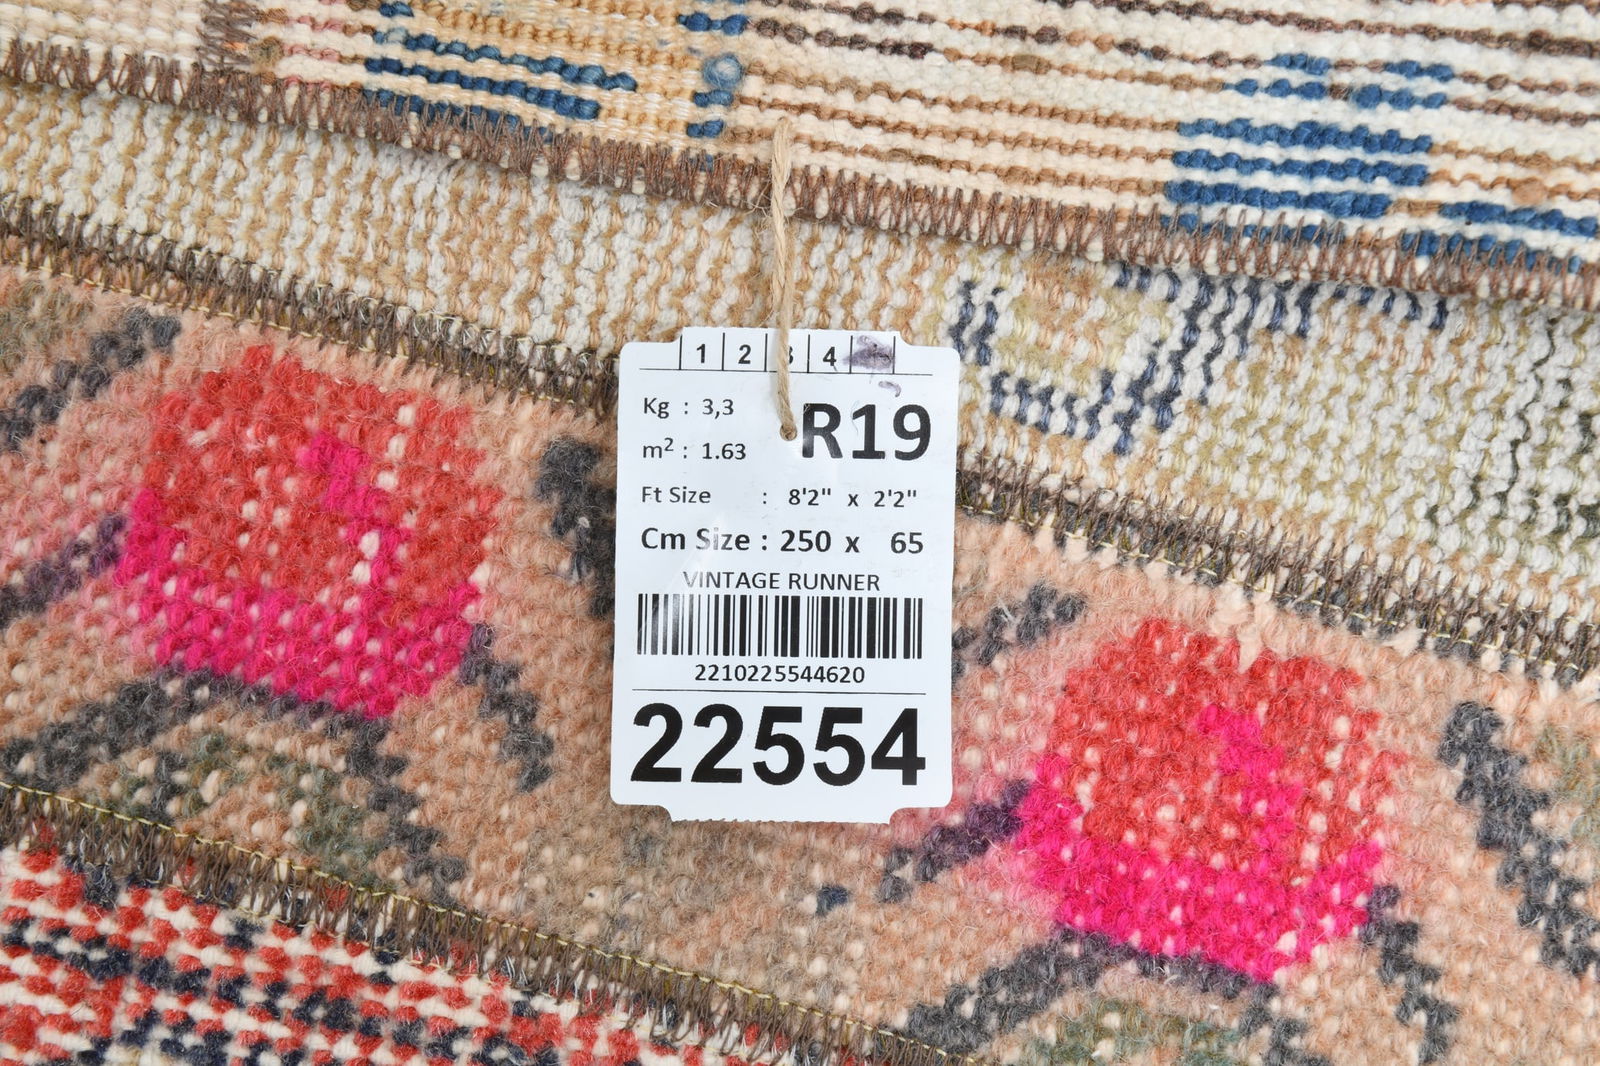 1 2 3 4
Kg : 3,3
R19
m2 : 1.63
Ft Size : 8'2" x 2'2"
Cm Size : 250 x 65
VINTAGE RUNNER
2210225544620
22554